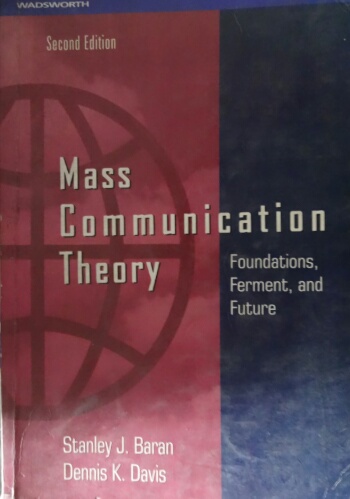 WADSWORTH
Second Edition
Mass
Communication
Theory
Foundations,
Ferment, and
Future
Stanley J. Baran
Dennis K. Davis